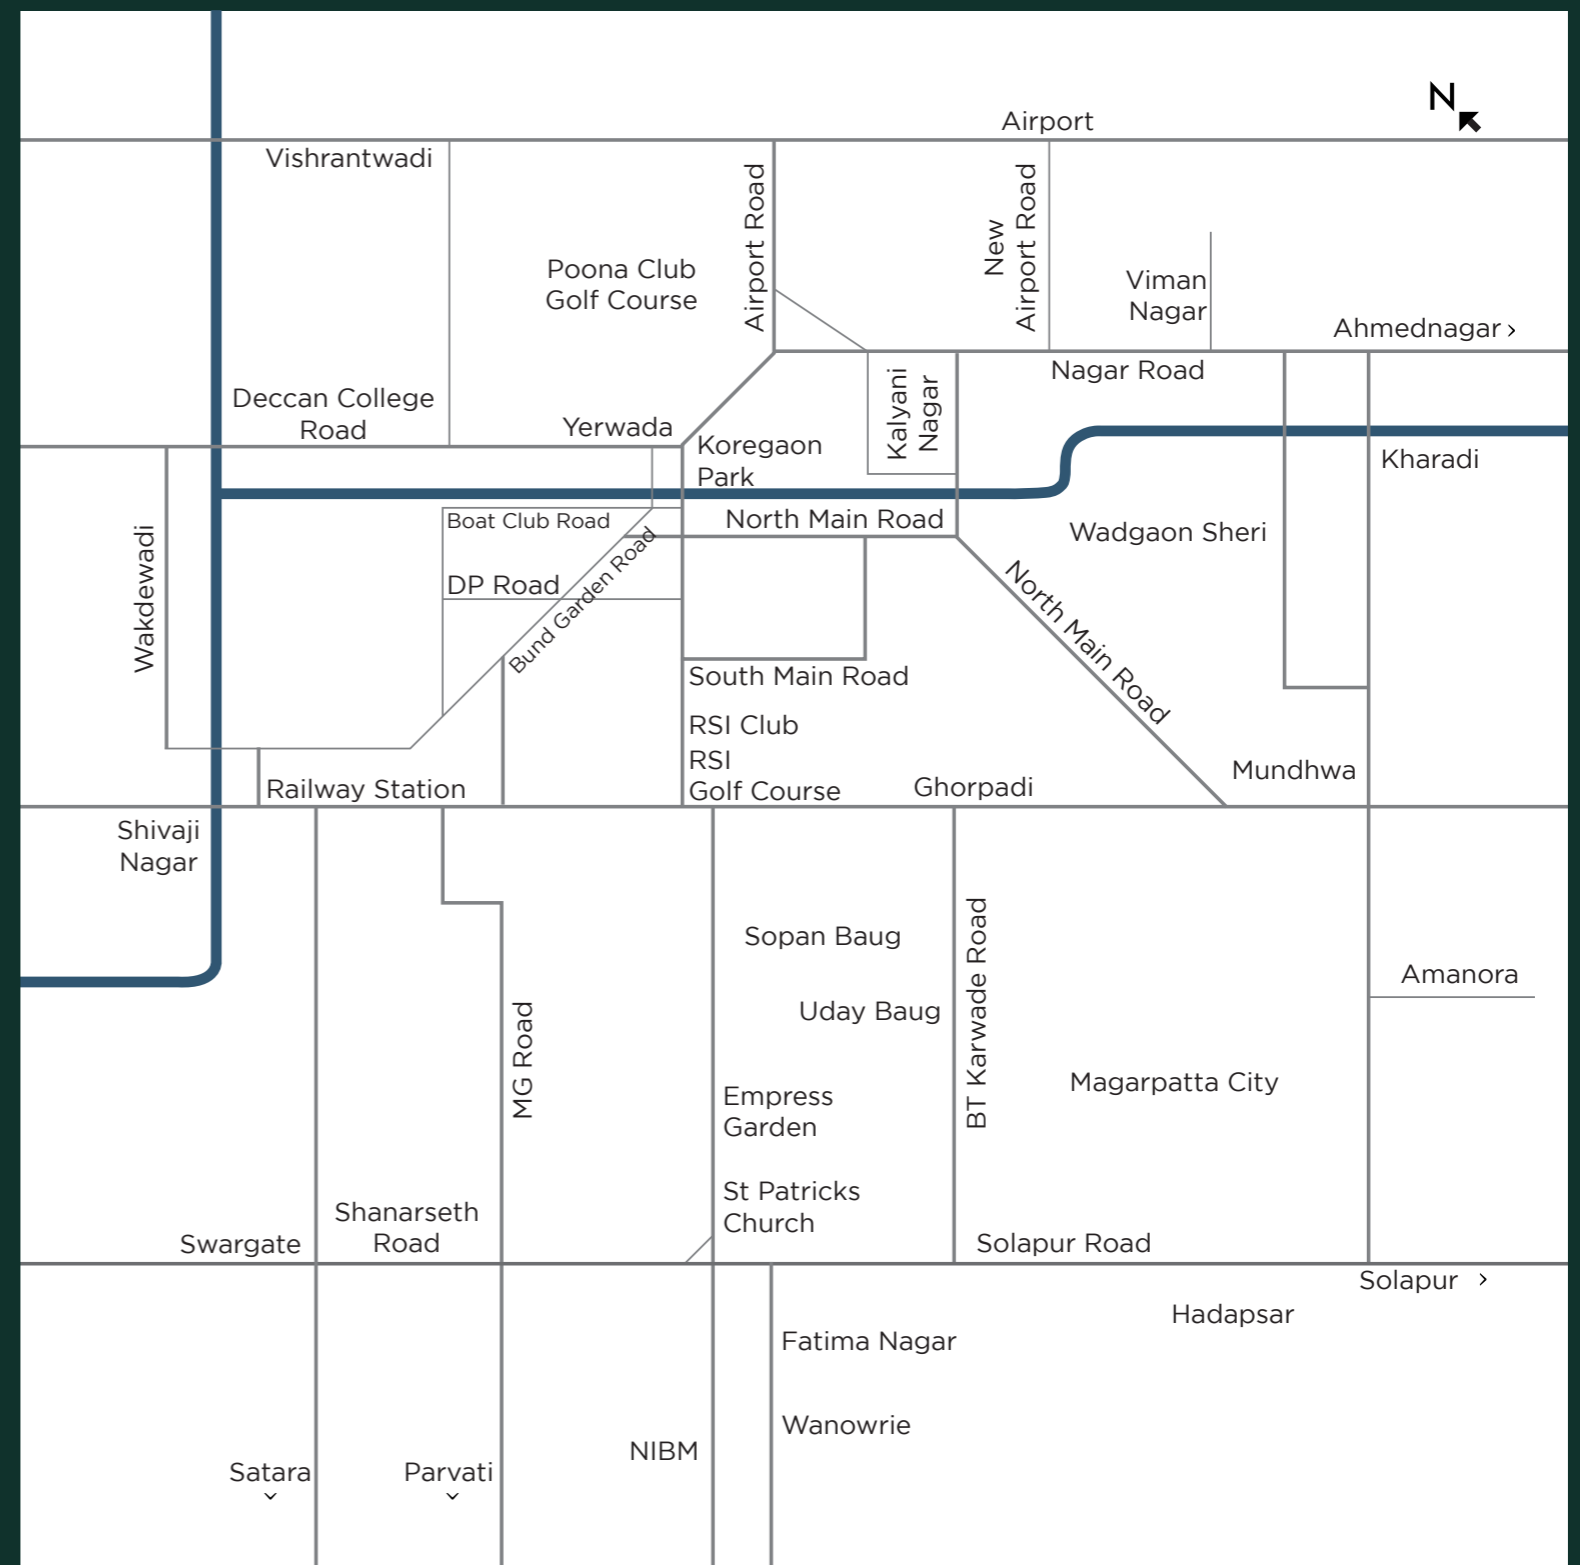 N
Airport
Vishrantwadi
Airport Road
New
Airport Road
Poona Club
Golf Course
Viman
Nagar
Ahmednagar ›
Nagar Road
Kalyani
Nagar
Deccan College
Road
Yerwada
Koregaon
Park
Kharadi
Boat Club Road
North Main Road
Wadgaon Sheri
Wakdewadi
DP Road
Bund Garden Road
North Main Road
South Main Road
RSI Club
RSI
Golf Course
Ghorpadi
Mundhwa
Railway Station
Shivaji
Nagar
Sopan Baug
BT Karwade Road
Amanora
Uday Baug
MG Road
Magarpatta City
Empress
Garden
St Patricks
Church
Shanarseth
Road
Swargate
Solapur Road
Solapur ›
Hadapsar
Fatima Nagar
Wanowrie
NIBM
Satara
Parvati